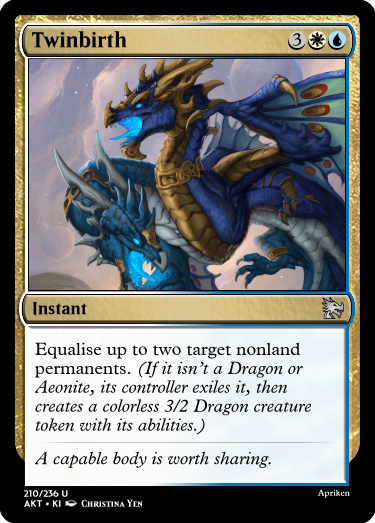 Twinbirth 3
Instant
Equalise up to two target nonland
permanents. (If it isn't a Dragon or
Aeonite, its controller exiles it, then
creates a colorless 3/2 Dragon creature
token with its abilities.)
A capable body is worth sharing.
210/236 U
Apriken
AKT • KI Christina Yen